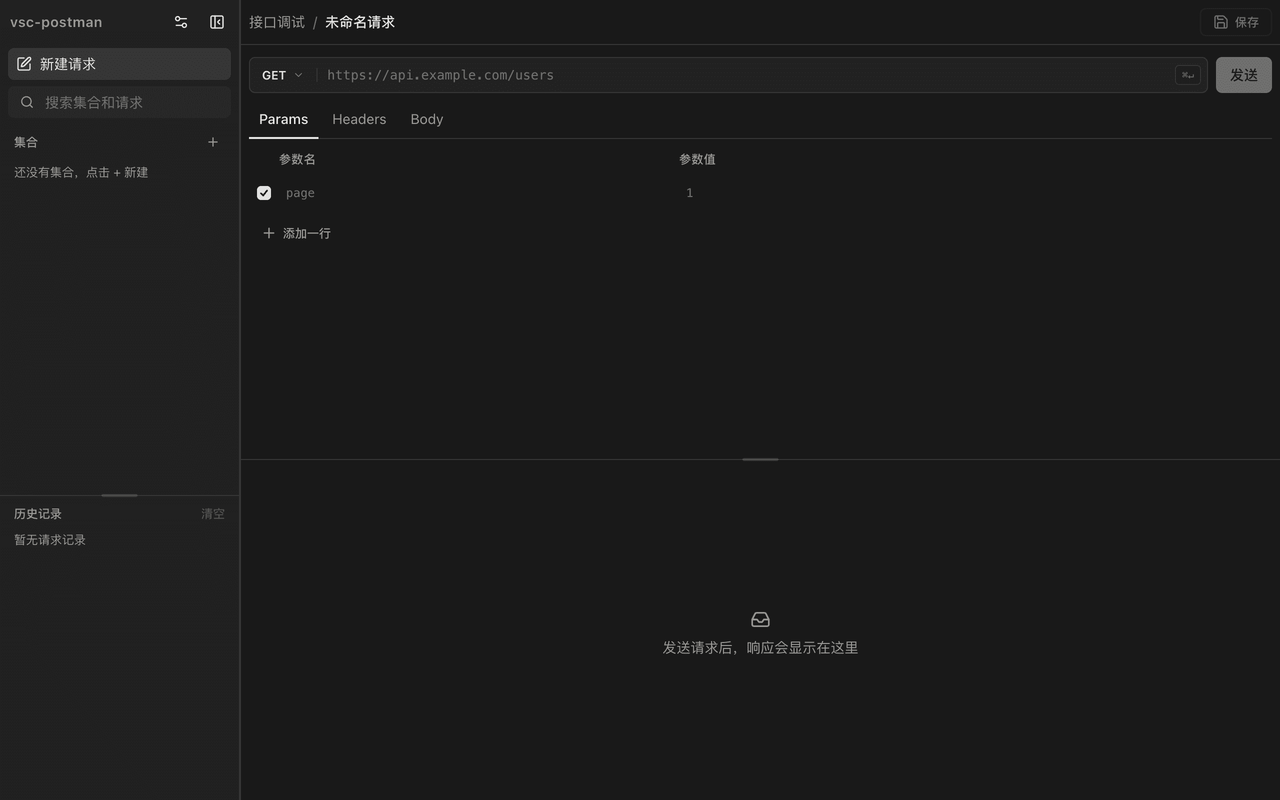 vsc-postman
接口调试 / 未命名请求
保存
新建请求
搜索集合和请求
集合
还没有集合，点击 + 新建
历史记录 清空
暂无请求记录
GET https://api.example.com/users ⌘↵
发送
Params Headers Body
参数名 参数值
page 1
添加一行
发送请求后，响应会显示在这里